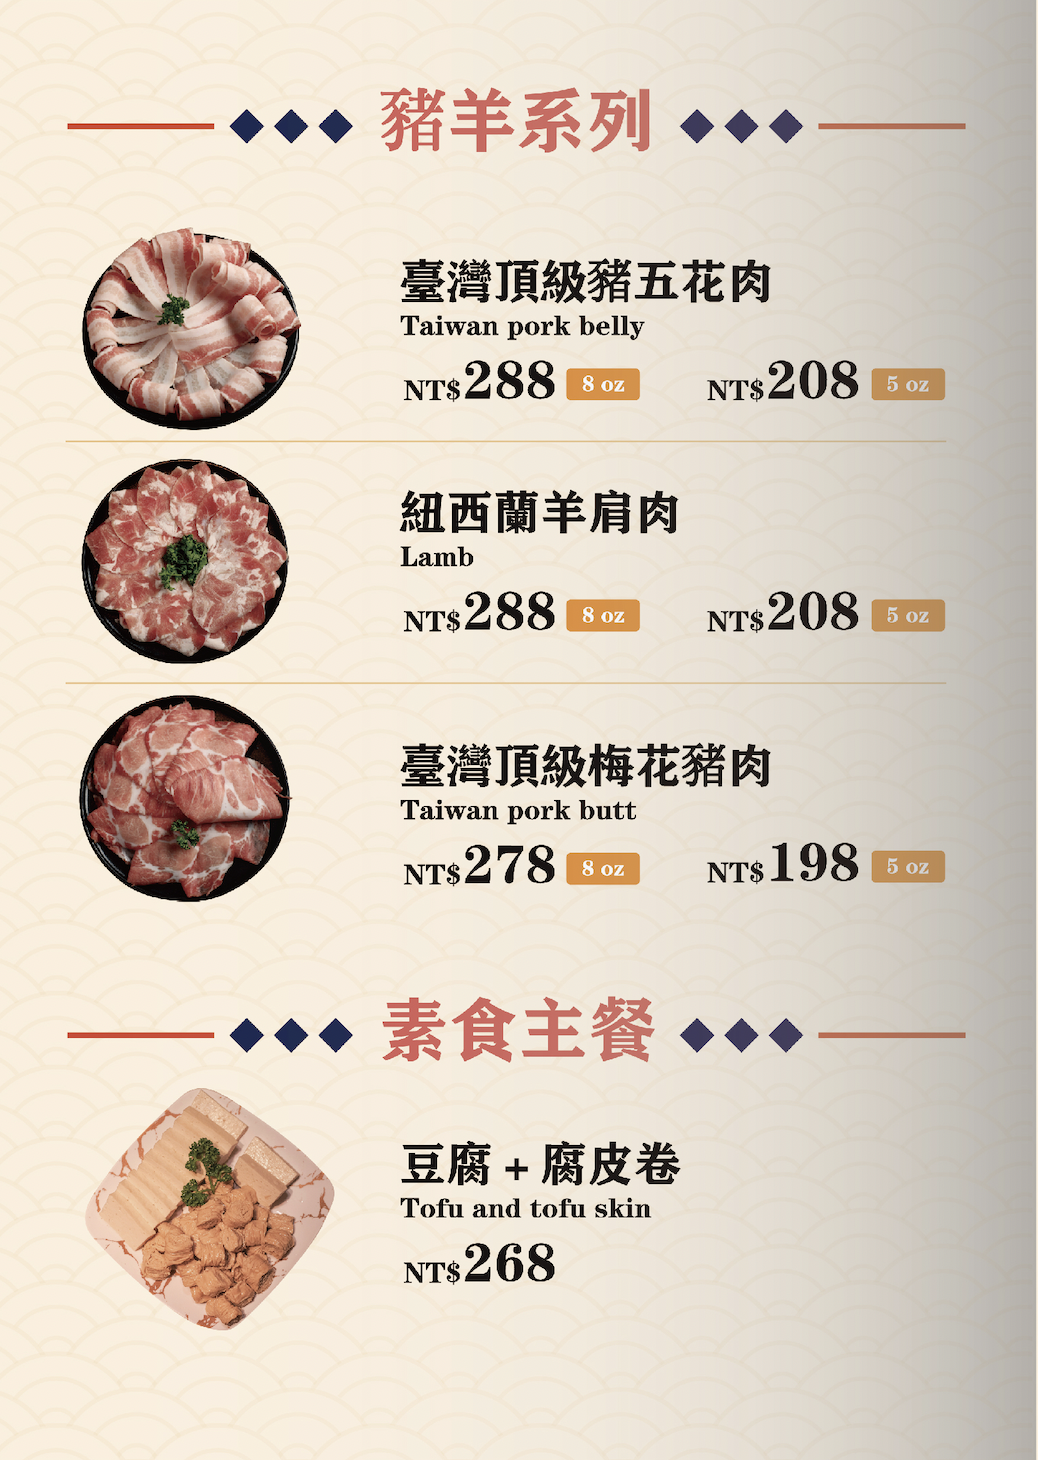 豬羊系列
臺灣頂級豬五花肉
Taiwan pork belly
NT$288 8 oz NT$208 5 oz
紐西蘭羊肩肉
Lamb
NT$288 8 oz NT$208 5 oz
臺灣頂級梅花豬肉
Taiwan pork butt
NT$278 8 oz NT$198 5 oz
素食主餐
豆腐 + 腐皮卷
Tofu and tofu skin
NT$268